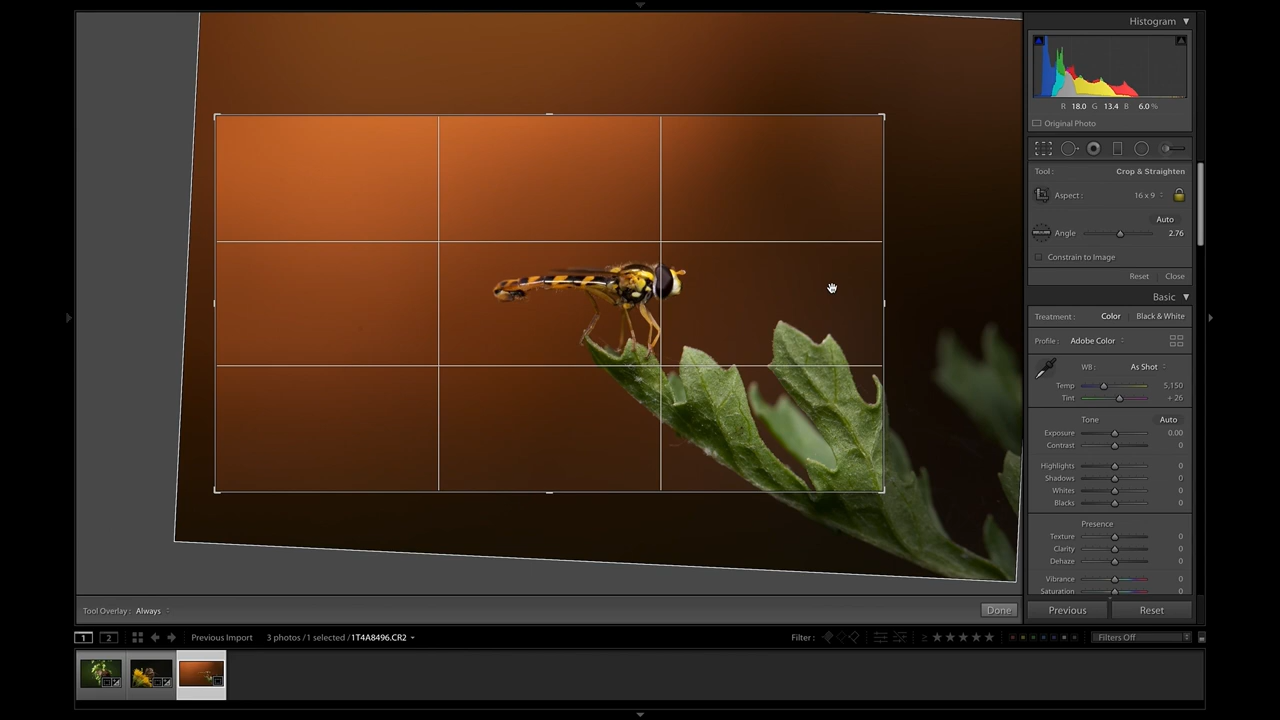 Histogram
R 18.0 G 13.4 B 6.0 %
Original Photo
Tool : Crop & Straighten
Aspect : 16 x 9
Auto
Angle 2.76
Constrain to Image
Reset Close
Basic
Treatment : Color Black & White
Profile : Adobe Color
WB : As Shot
Temp 5,150
Tint + 26
Tone Auto
Exposure 0.00
Contrast 0
Highlights 0
Shadows 0
Whites 0
Blacks 0
Presence
Texture 0
Clarity 0
Dehaze 0
Vibrance 0
Saturation 0
Tool Overlay : Always Done
Previous Reset
1 2 Previous Import 3 photos / 1 selected / 1T4A8496.CR2 Filter : Filters Off